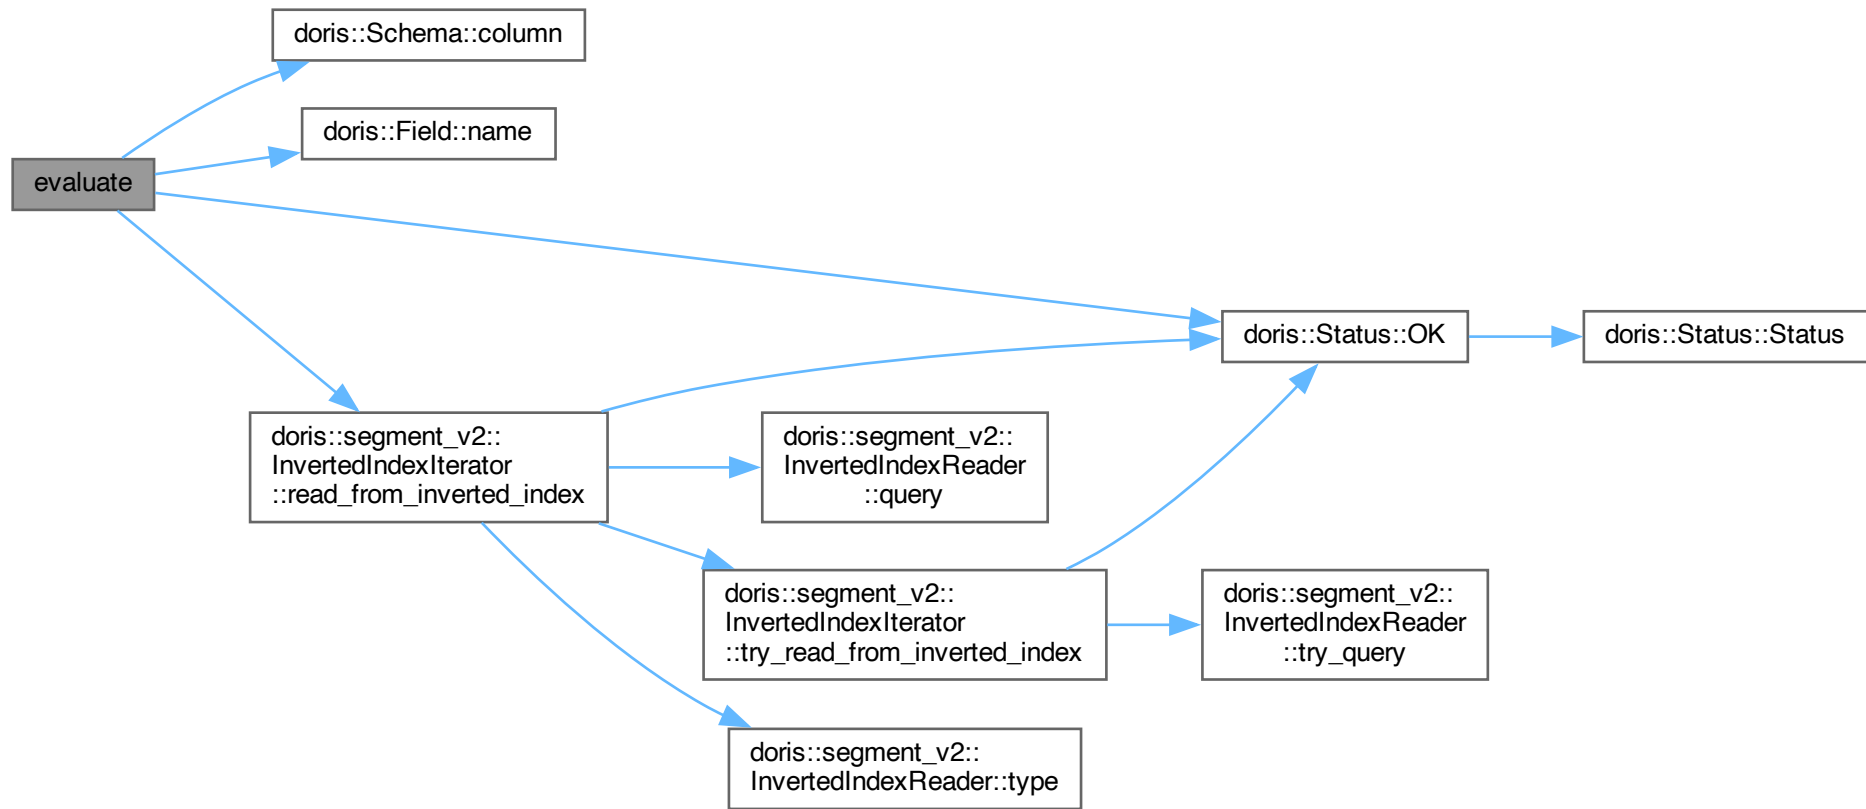 doris::Schema::column
doris::Field::name
evaluate
doris::Status::OK
doris::Status::Status
doris::segment_v2::
InvertedIndexIterator
::read_from_inverted_index
doris::segment_v2::
InvertedIndexReader
::query
doris::segment_v2::
InvertedIndexIterator
::try_read_from_inverted_index
doris::segment_v2::
InvertedIndexReader
::try_query
doris::segment_v2::
InvertedIndexReader::type